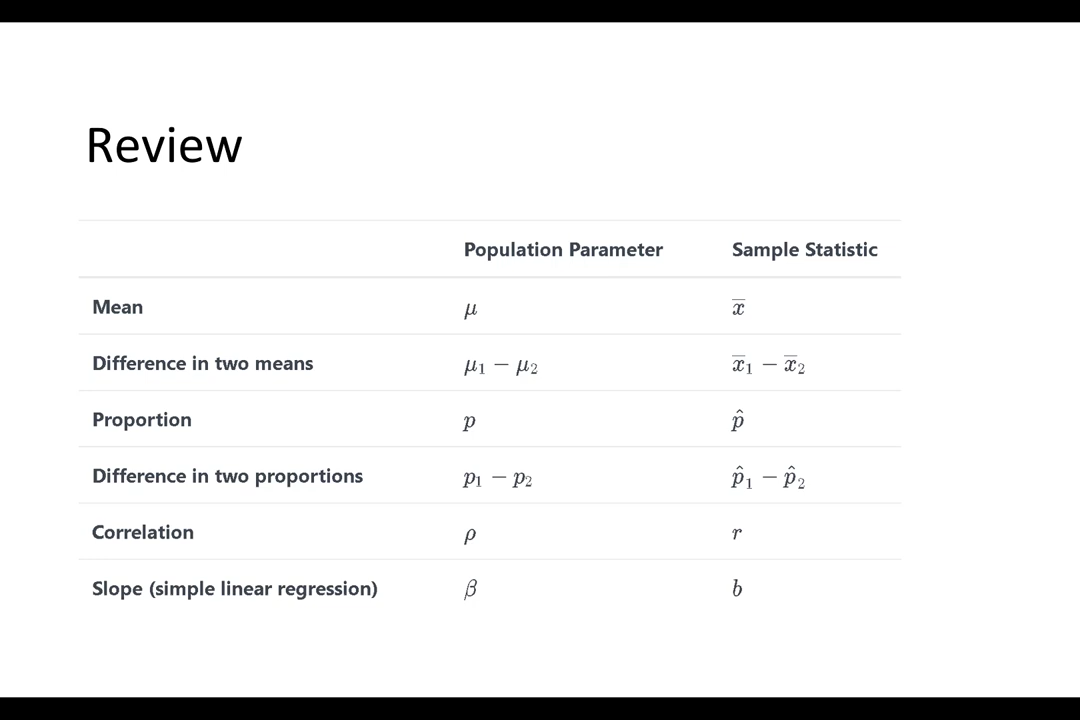 Review
Population Parameter Sample Statistic
Mean μ x̅
Difference in two means μ₁ − μ₂ x̅₁ − x̅₂
Proportion p p̂
Difference in two proportions p₁ − p₂ p̂₁ − p̂₂
Correlation ρ r
Slope (simple linear regression) β b